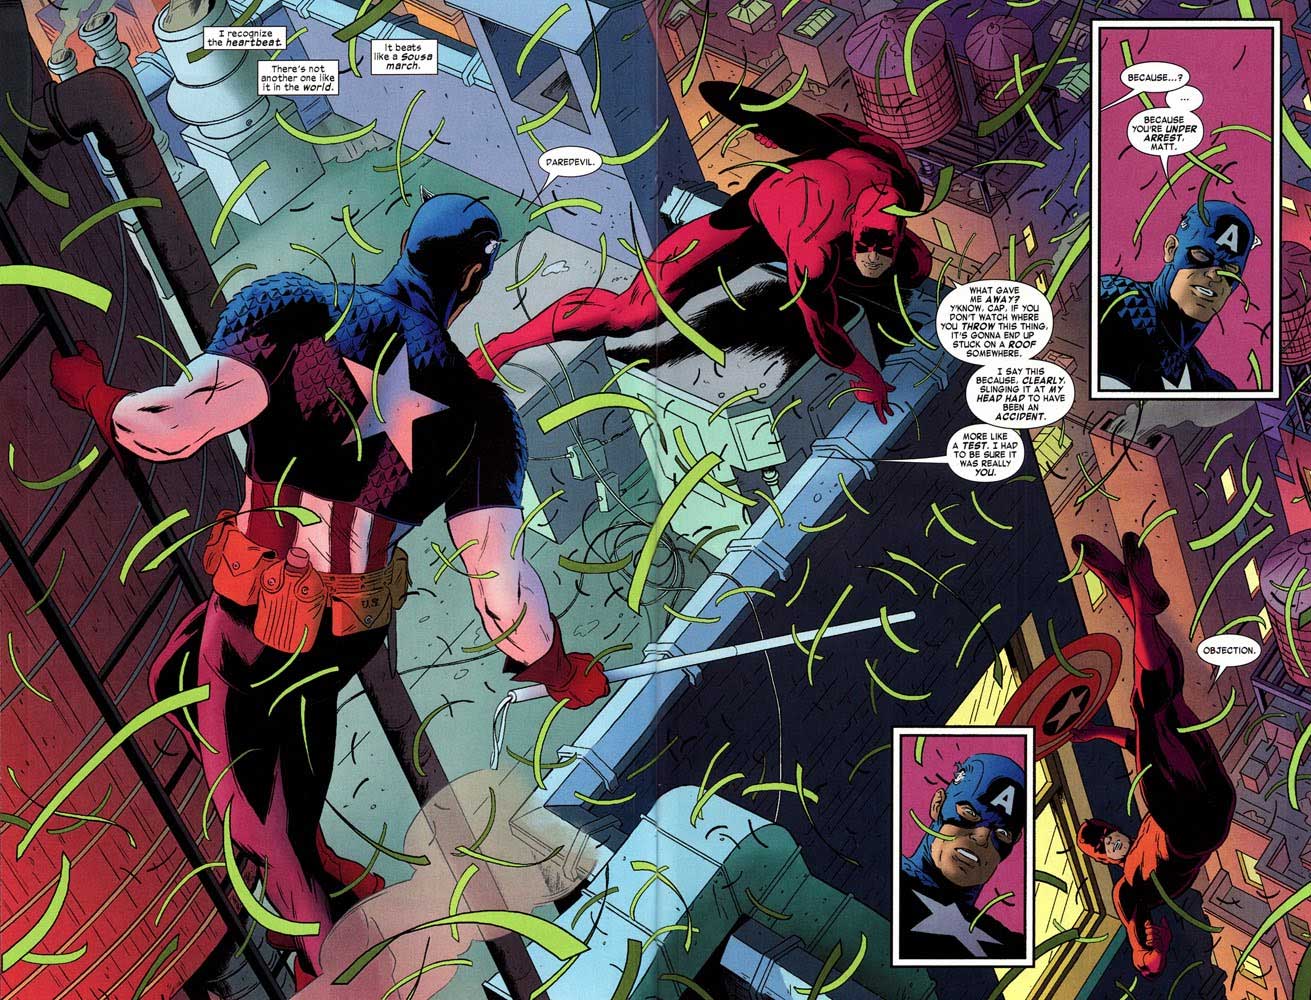 I recognize
the heartbeat.
There's not
another one like
it in the world.
It beats
like a Sousa
march.
DAREDEVIL.
WHAT GAVE
ME AWAY?
Y'KNOW, CAP, IF YOU
DON'T WATCH WHERE
YOU THROW THIS THING,
IT'S GONNA END UP
STUCK ON A ROOF
SOMEWHERE.
I SAY THIS
BECAUSE, CLEARLY,
SLINGING IT AT MY
HEAD HAD TO HAVE
BEEN AN
ACCIDENT.
MORE LIKE
A TEST. I HAD
TO BE SURE IT
WAS REALLY
YOU.
BECAUSE...?
...
BECAUSE
YOU'RE UNDER
ARREST,
MATT.
A
U.S.
OBJECTION.
A